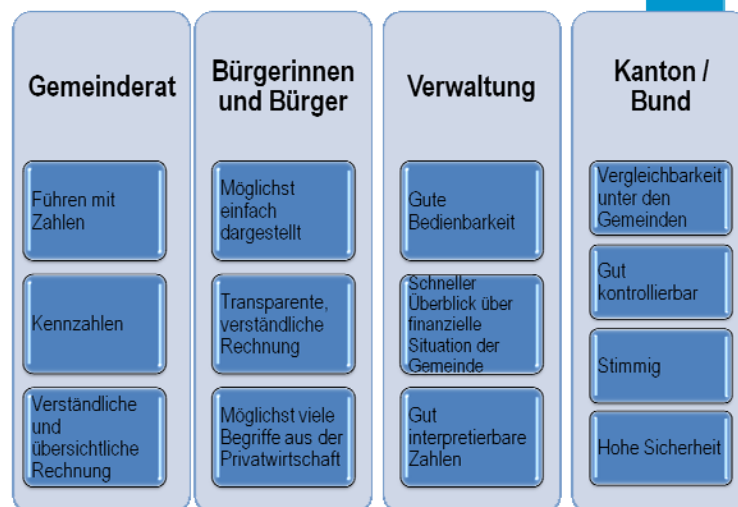 Gemeinderat
Führen mit
Zahlen
Kennzahlen
Verständliche
und
übersichtliche
Rechnung
Bürgerinnen
und Bürger
Möglichst
einfach
dargestellt
Transparente,
verständliche
Rechnung
Möglichst viele
Begriffe aus der
Privatwirtschaft
Verwaltung
Gute
Bedienbarkeit
Schneller
Überblick über
finanzielle
Situation der
Gemeinde
Gut
interpretierbare
Zahlen
Kanton /
Bund
Vergleichbarkeit
unter den
Gemeinden
Gut
kontrollierbar
Stimmig
Hohe Sicherheit